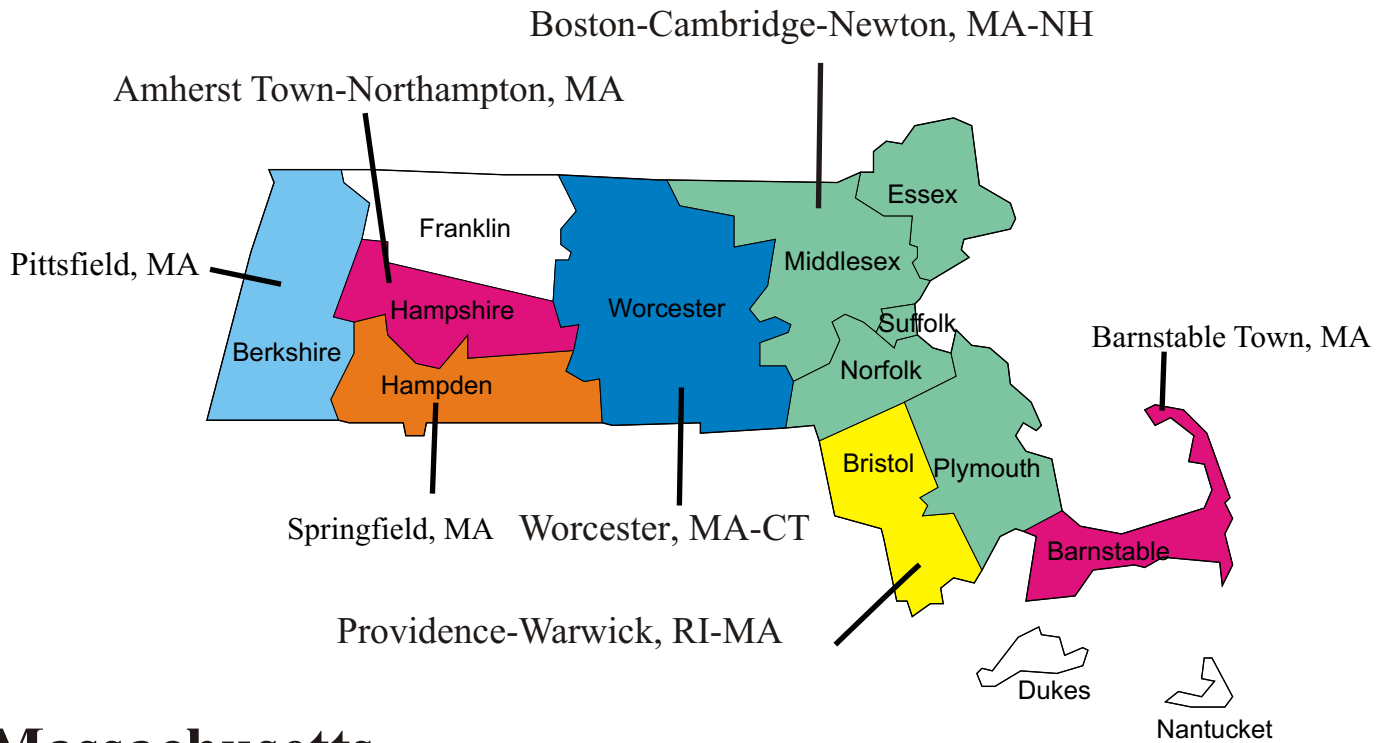 Boston-Cambridge-Newton, MA-NH
Amherst Town-Northampton, MA
Essex
Franklin
Middlesex
Pittsfield, MA
Hampshire
Worcester
Suffolk
Barnstable Town, MA
Berkshire
Norfolk
Hampden
Bristol
Plymouth
Springfield, MA
Worcester, MA-CT
Barnstable
Providence-Warwick, RI-MA
Dukes
Nantucket
Massachusetts